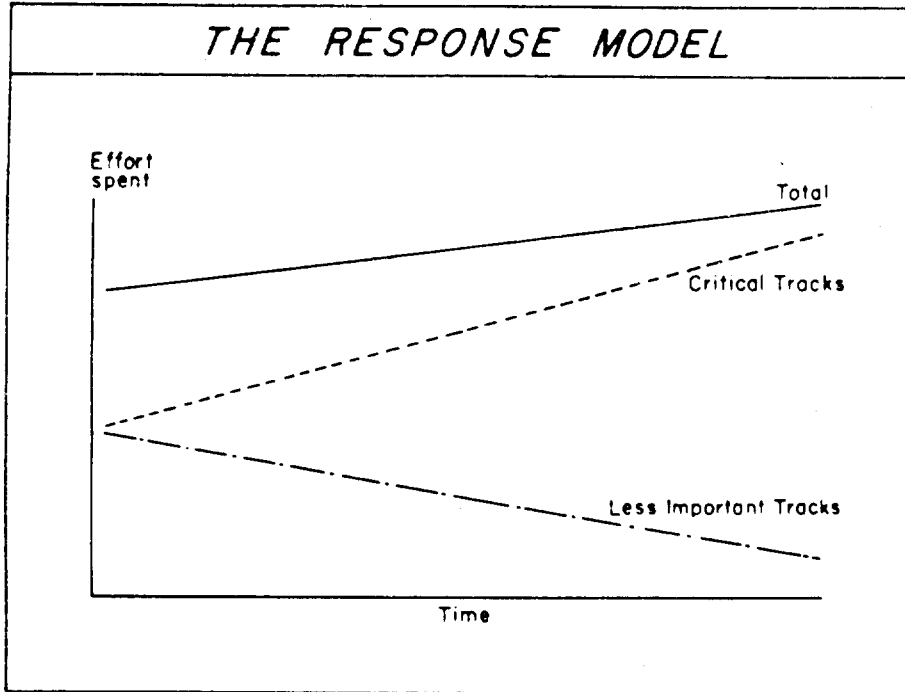 THE RESPONSE MODEL
Effort
spent
Total
Critical Tracks
Less Important Tracks
Time